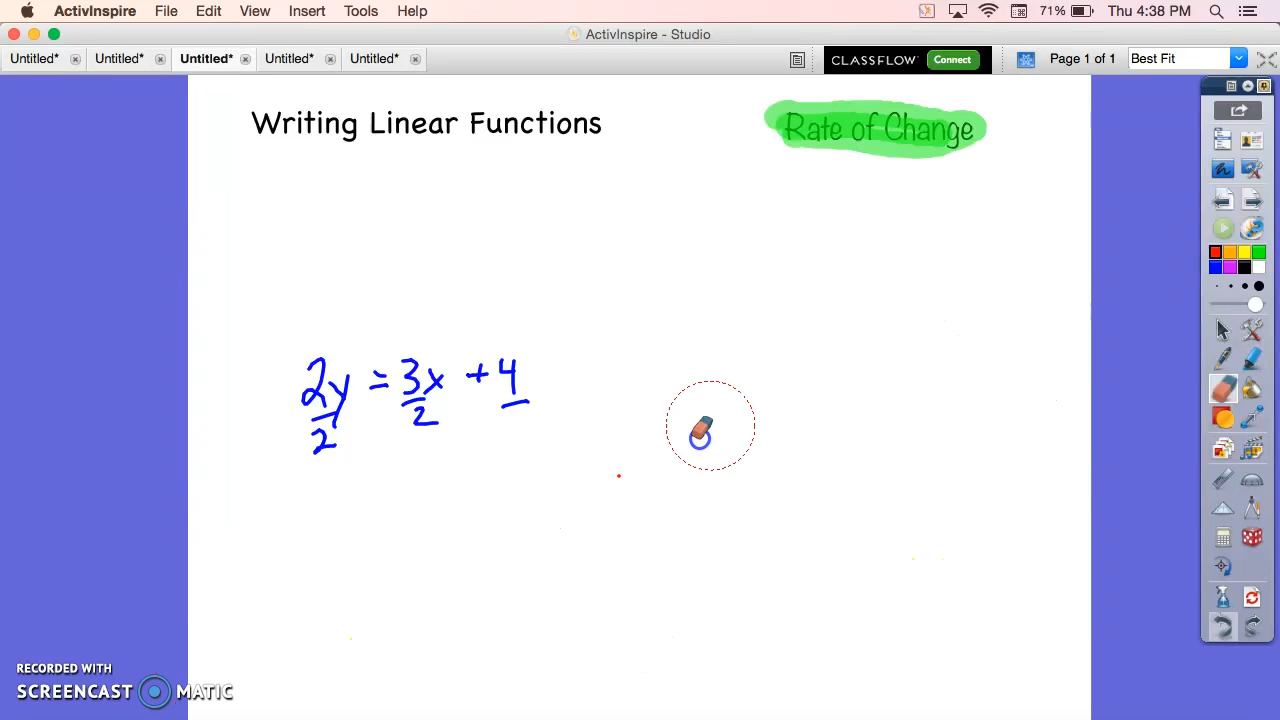 ActivInspire File Edit View Insert Tools Help 71% Thu 4:38 PM
ActivInspire - Studio
Untitled* Untitled* Untitled* Untitled* Untitled* CLASSFLOW Connect Page 1 of 1 Best Fit
Writing Linear Functions Rate of Change
2y = 3x + 4
2 2
RECORDED WITH
SCREENCAST MATIC